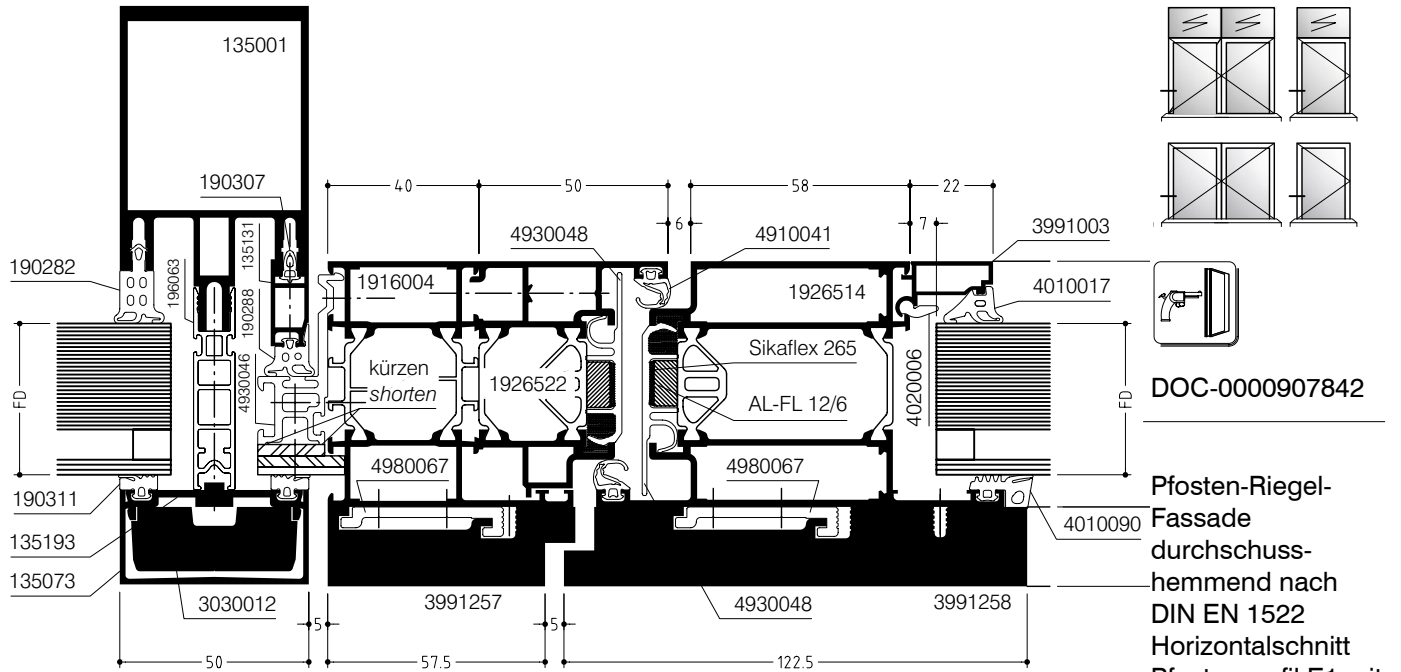 135001
190307
190282
196063
135131
190288
4930046
FD
190311
135193
135073
3030012
50
5
40
50
6
58
22
7
4930048
4910041
3991003
4010017
1916004
1926514
kürzen
shorten
1926522
Sikaflex 265
AL-FL 12/6
4020006
FD
4980067
4980067
4010090
3991257
4930048
3991258
57.5
5
122.5
DOC-0000907842
Pfosten-Riegel-
Fassade
durchschuss-
hemmend nach
DIN EN 1522
Horizontalschnitt